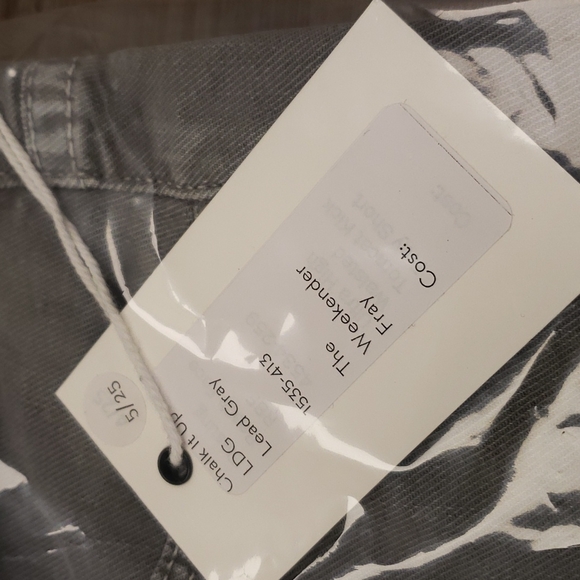 Chalk It Up
LDG
Lead Gray
1535-413
The
Weekender
Fray
Cost:
5/25